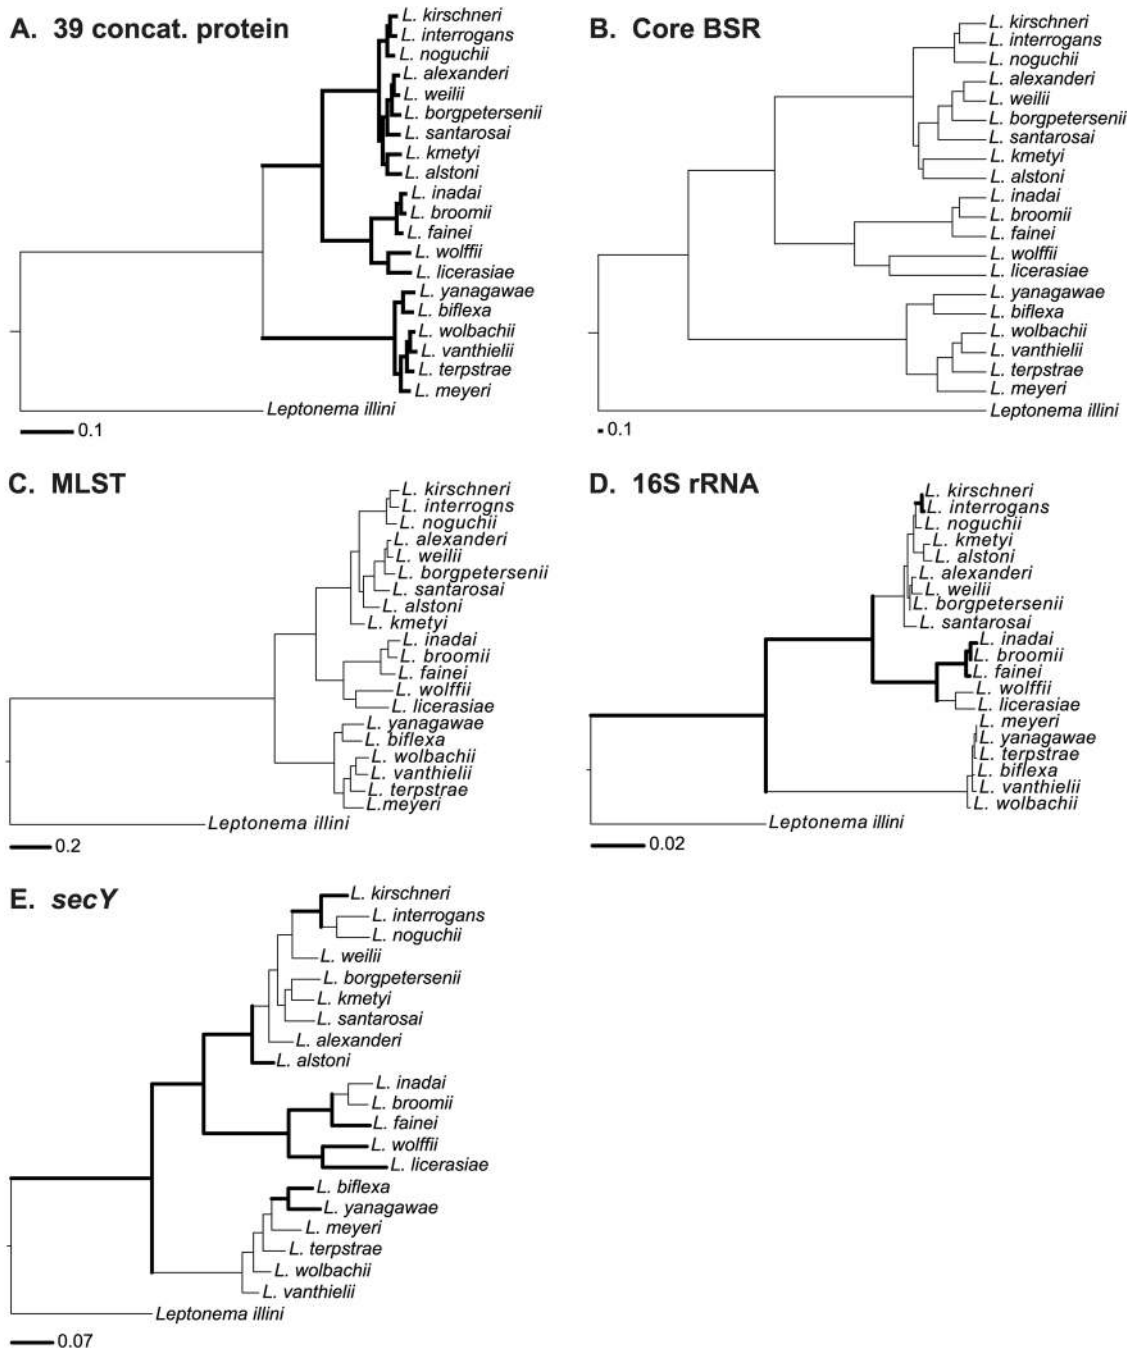 A. 39 concat. protein
L. kirschneri
L. interrogans
L. noguchii
L. alexanderi
L. weilii
L. borgpetersenii
L. santarosai
L. kmetyi
L. alstoni
L. inadai
L. broomii
L. fainei
L. wolffii
L. licerasiae
L. yanagawae
L. biflexa
L. wolbachii
L. vanthielii
L. terpstrae
L. meyeri
Leptonema illini
0.1
B. Core BSR
L. kirschneri
L. interrogans
L. noguchii
L. alexanderi
L. weilii
L. borgpetersenii
L. santarosai
L. kmetyi
L. alstoni
L. inadai
L. broomii
L. fainei
L. wolffii
L. licerasiae
L. yanagawae
L. biflexa
L. wolbachii
L. vanthielii
L. terpstrae
L. meyeri
Leptonema illini
0.1
C. MLST
L. kirschneri
L. interrogns
L. noguchii
L. alexanderi
L. weilii
L. borgpetersenii
L. santarosai
L. alstoni
L. kmetyi
L. inadai
L. broomii
L. fainei
L. wolffii
L. licerasiae
L. yanagawae
L. biflexa
L. wolbachii
L. vanthielii
L. terpstrae
L.meyeri
Leptonema illini
0.2
D. 16S rRNA
L. kirschneri
L. interrogans
L. noguchii
L. kmetyi
L. alstoni
L. alexanderi
L. weilii
L. borgpetersenii
L. santarosai
L. inadai
L. broomii
L. fainei
L. wolffii
L. licerasiae
L. meyeri
L. yanagawae
L. terpstrae
L. biflexa
L. vanthielii
L. wolbachii
Leptonema illini
0.02
E. secY
L. kirschneri
L. interrogans
L. noguchii
L. weilii
L. borgpetersenii
L. kmetyi
L. santarosai
L. alexanderi
L. alstoni
L. inadai
L. broomii
L. fainei
L. wolffii
L. licerasiae
L. biflexa
L. yanagawae
L. meyeri
L. terpstrae
L. wolbachii
L. vanthielii
Leptonema illini
0.07